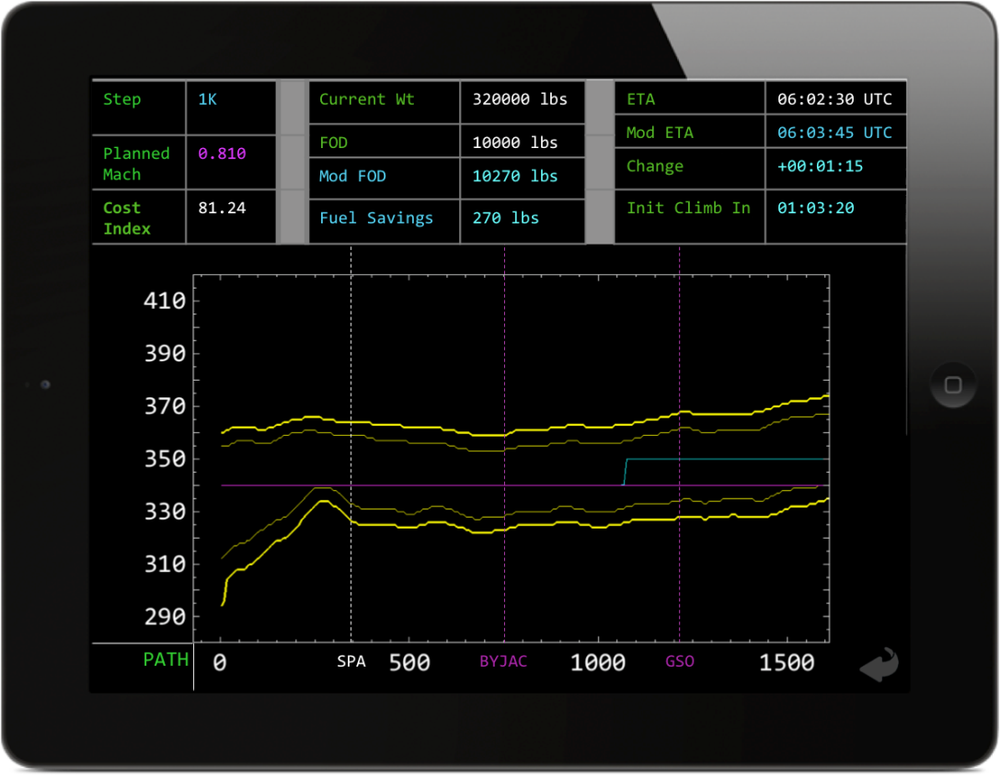 Step 1K
Planned Mach 0.810
Cost Index 81.24
Current Wt 320000 lbs
FOD 10000 lbs
Mod FOD 10270 lbs
Fuel Savings 270 lbs
ETA 06:02:30 UTC
Mod ETA 06:03:45 UTC
Change +00:01:15
Init Climb In 01:03:20
410
390
370
350
330
310
290
PATH 0 SPA 500 BYJAC 1000 GSO 1500